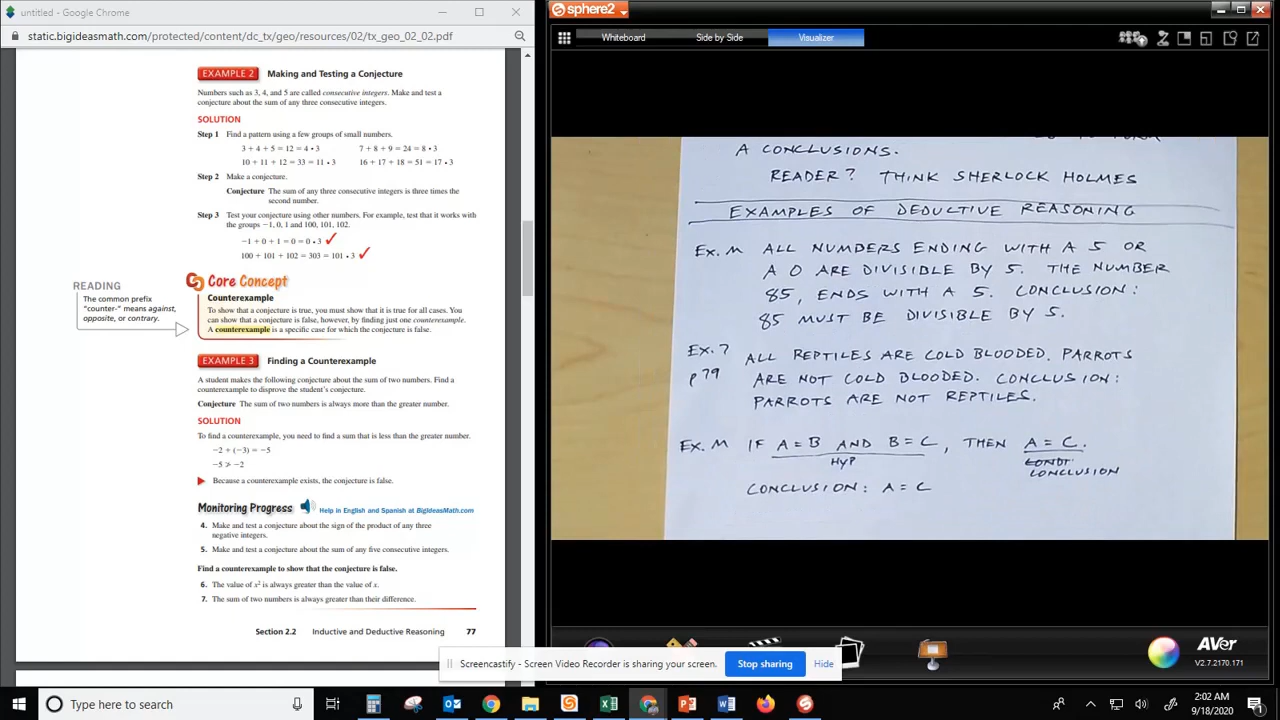 untitled - Google Chrome
static.bigideasmath.com/protected/content/dc_tx/geo/resources/02/tx_geo_02_02.pdf
EXAMPLE 2 Making and Testing a Conjecture
Numbers such as 3, 4, and 5 are called consecutive integers. Make and test a
conjecture about the sum of any three consecutive integers.
SOLUTION
Step 1 Find a pattern using a few groups of small numbers.
3 + 4 + 5 = 12 = 4 • 3 7 + 8 + 9 = 24 = 8 • 3
10 + 11 + 12 = 33 = 11 • 3 16 + 17 + 18 = 51 = 17 • 3
Step 2 Make a conjecture.
Conjecture The sum of any three consecutive integers is three times the
second number.
Step 3 Test your conjecture using other numbers. For example, test that it works with
the groups −1, 0, 1 and 100, 101, 102.
−1 + 0 + 1 = 0 = 0 • 3 ✓
100 + 101 + 102 = 303 = 101 • 3 ✓
Core Concept
READING
The common prefix
"counter-" means against,
opposite, or contrary.
Counterexample
To show that a conjecture is true, you must show that it is true for all cases. You
can show that a conjecture is false, however, by finding just one counterexample.
A counterexample is a specific case for which the conjecture is false.
EXAMPLE 3 Finding a Counterexample
A student makes the following conjecture about the sum of two numbers. Find a
counterexample to disprove the student's conjecture.
Conjecture The sum of two numbers is always more than the greater number.
SOLUTION
To find a counterexample, you need to find a sum that is less than the greater number.
−2 + (−3) = −5
−5 ≯ −2
Because a counterexample exists, the conjecture is false.
Monitoring Progress Help in English and Spanish at BigIdeasMath.com
4. Make and test a conjecture about the sign of the product of any three
negative integers.
5. Make and test a conjecture about the sum of any five consecutive integers.
Find a counterexample to show that the conjecture is false.
6. The value of x² is always greater than the value of x.
7. The sum of two numbers is always greater than their difference.
Section 2.2 Inductive and Deductive Reasoning 77
sphere2
Whiteboard Side by Side Visualizer
A CONCLUSIONS.
READER? THINK SHERLOCK HOLMES
EXAMPLES OF DEDUCTIVE REASONING
EX. M ALL NUMBERS ENDING WITH A 5 OR
A 0 ARE DIVISIBLE BY 5. THE NUMBER
85, ENDS WITH A 5. CONCLUSION:
85 MUST BE DIVISIBLE BY 5.
EX. 7 ALL REPTILES ARE COLD BLOODED. PARROTS
P79 ARE NOT COLD BLOODED. CONCLUSION:
PARROTS ARE NOT REPTILES.
EX. M IF A = B AND B = C, THEN A = C.
HYP
CONCLUSION
CONCLUSION: A = C
AVer
V2.7.2170.171
Screencastify - Screen Video Recorder is sharing your screen. Stop sharing Hide
Type here to search
2:02 AM
9/18/2020